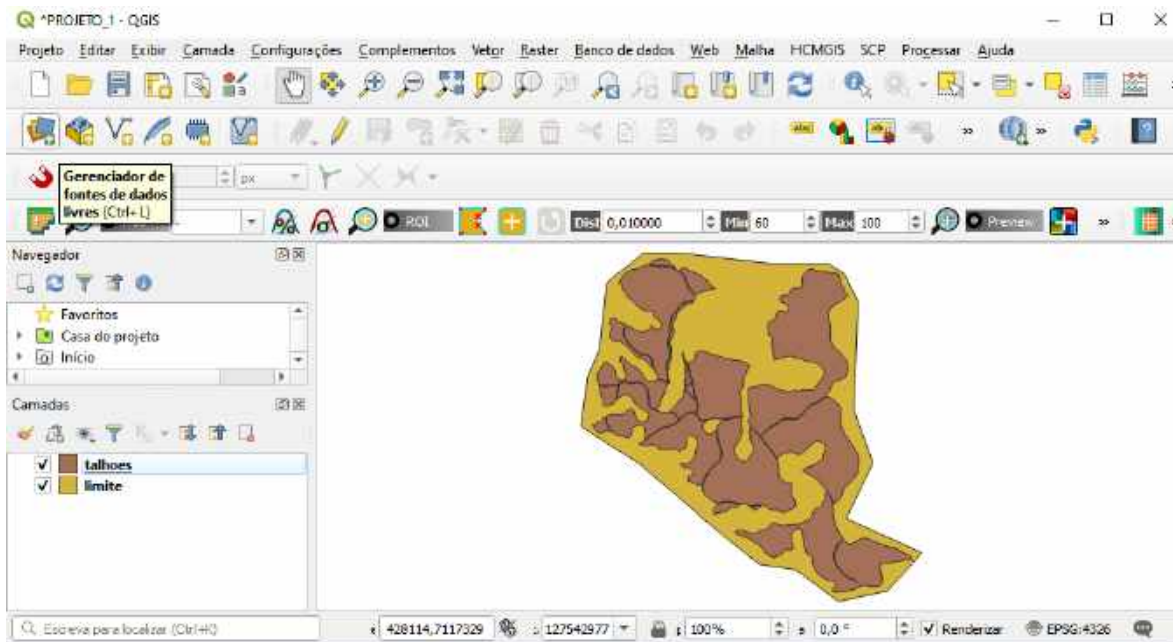 *PROJETO_1 - QGIS
Projeto Editar Exibir Camada Configurações Complementos Vetor Raster Banco de dados Web Malha HCMGIS SCP Processar Ajuda
Gerenciador de
fontes de dados
livres (Ctrl+L)
px
ROI
Dist 0,010000
Min 60
Max 100
Preview
»
Navegador
Favoritos
Casa do projeto
Início
Camadas
talhoes
limite
Escreva para localizar (Ctrl+K)
428114,7117329
127542977
100%
0,0 °
Renderizar
EPSG:4326